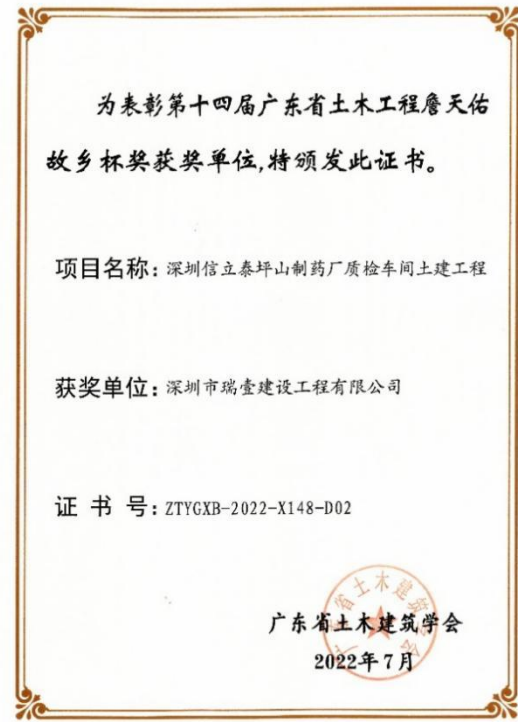 为表彰第十四届广东省土木工程詹天佑
故乡杯奖获奖单位,特颁发此证书。
项目名称:深圳信立泰坪山制药厂质检车间土建工程
获奖单位:深圳市瑞壹建设工程有限公司
证 书 号:ZTYGXB-2022-X148-D02
广东省土木建筑学会
2022年7月